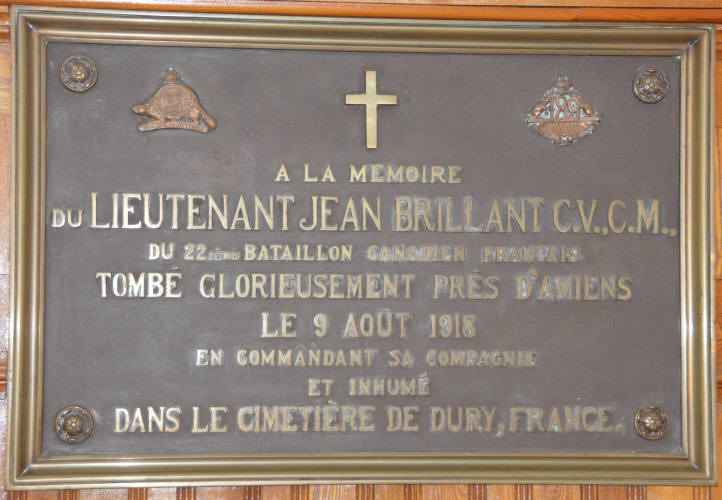 189
A LA MEMOIRE
DU LIEUTENANT JEAN BRILLANT C.V., C.M.,
DU 22IÈME BATAILLON CANADIEN FRANÇAIS
TOMBÉ GLORIEUSEMENT PRÈS D'AMIENS
LE 9 AOÛT 1918
EN COMMANDANT SA COMPAGNIE
ET INHUMÉ
DANS LE CIMETIÈRE DE DURY, FRANCE.